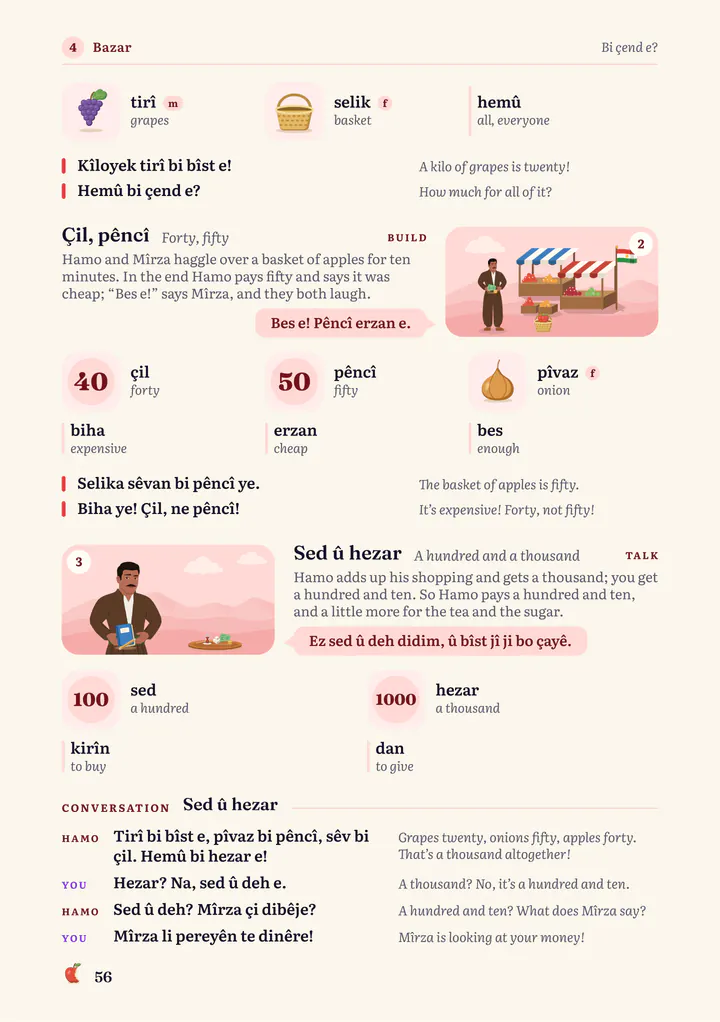 4 Bazar
Bi çend e?
tirî m
grapes
selik f
basket
hemû
all, everyone
Kîloyek tirî bi bîst e!
A kilo of grapes is twenty!
Hemû bi çend e?
How much for all of it?
Çil, pêncî Forty, fifty
BUILD
Hamo and Mîrza haggle over a basket of apples for ten
minutes. In the end Hamo pays fifty and says it was
cheap; “Bes e!” says Mîrza, and they both laugh.
Bes e! Pêncî erzan e.
2
40
çil
forty
50
pêncî
fifty
pîvaz f
onion
biha
expensive
erzan
cheap
bes
enough
Selika sêvan bi pêncî ye.
The basket of apples is fifty.
Biha ye! Çil, ne pêncî!
It’s expensive! Forty, not fifty!
3
Sed û hezar A hundred and a thousand
TALK
Hamo adds up his shopping and gets a thousand; you get
a hundred and ten. So Hamo pays a hundred and ten,
and a little more for the tea and the sugar.
Ez sed û deh didim, û bîst jî ji bo çayê.
100
sed
a hundred
1000
hezar
a thousand
kirîn
to buy
dan
to give
CONVERSATION Sed û hezar
HAMO Tirî bi bîst e, pîvaz bi pêncî, sêv bi
çil. Hemû bi hezar e!
Grapes twenty, onions fifty, apples forty.
That’s a thousand altogether!
YOU Hezar? Na, sed û deh e.
A thousand? No, it’s a hundred and ten.
HAMO Sed û deh? Mîrza çi dibêje?
A hundred and ten? What does Mîrza say?
YOU Mîrza li pereyên te dinêre!
Mîrza is looking at your money!
56